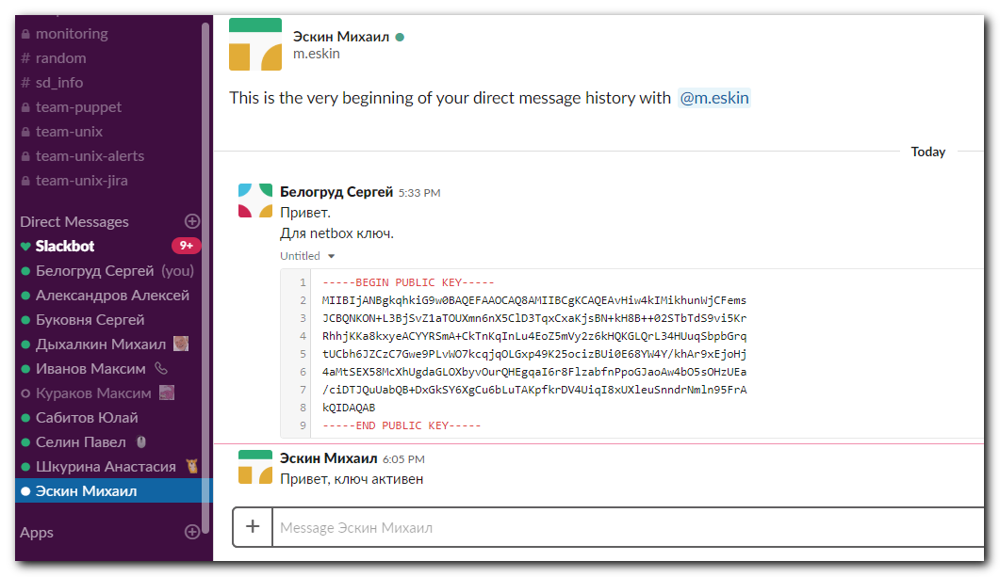 monitoring
# random
# sd_info
team-puppet
team-unix
team-unix-alerts
team-unix-jira
Direct Messages
Slackbot 9+
Белогруд Сергей (you)
Александров Алексей
Буковня Сергей
Дыхалкин Михаил
Иванов Максим
Кураков Максим
Сабитов Юлай
Селин Павел
Шкурина Анастасия
Эскин Михаил
Apps
Эскин Михаил
m.eskin
This is the very beginning of your direct message history with @m.eskin
Today
Белогруд Сергей 5:33 PM
Привет.
Для netbox ключ.
Untitled
1 -----BEGIN PUBLIC KEY-----
2 MIIBIjANBgkqhkiG9w0BAQEFAAOCAQ8AMIIBCgKCAQEAvHiw4kIMikhunWjCFems
3 JCBQNKON+L3BjSvZ1aTOUXmn6nX5ClD3TqxCxaKjsBN+kH8B++02STbTdS9vi5Kr
4 RhhjKKa8kxyeACYYRSmA+CkTnKqInLu4EoZ5mVy2z6kHQKGLQrL34HUuqSbpbGrq
5 tUCbh6JZCzC7Gwe9PLvWO7kcqjqOLGxp49K25ocizBUi0E68YW4Y/khAr9xEjoHj
6 4aMtSEX58McXhUgdaGLOXbyvOurQHEgqaI6r8FlzabfnPpoGJaoAw4bO5sOHzUEa
7 /ciDTJQuUabQB+DxGkSY6XgCu6bLuTAKpfkrDV4UiqI8xUXleuSnndrNmln95FrA
8 kQIDAQAB
9 -----END PUBLIC KEY-----
Эскин Михаил 6:05 PM
Привет, ключ активен
Message Эскин Михаил